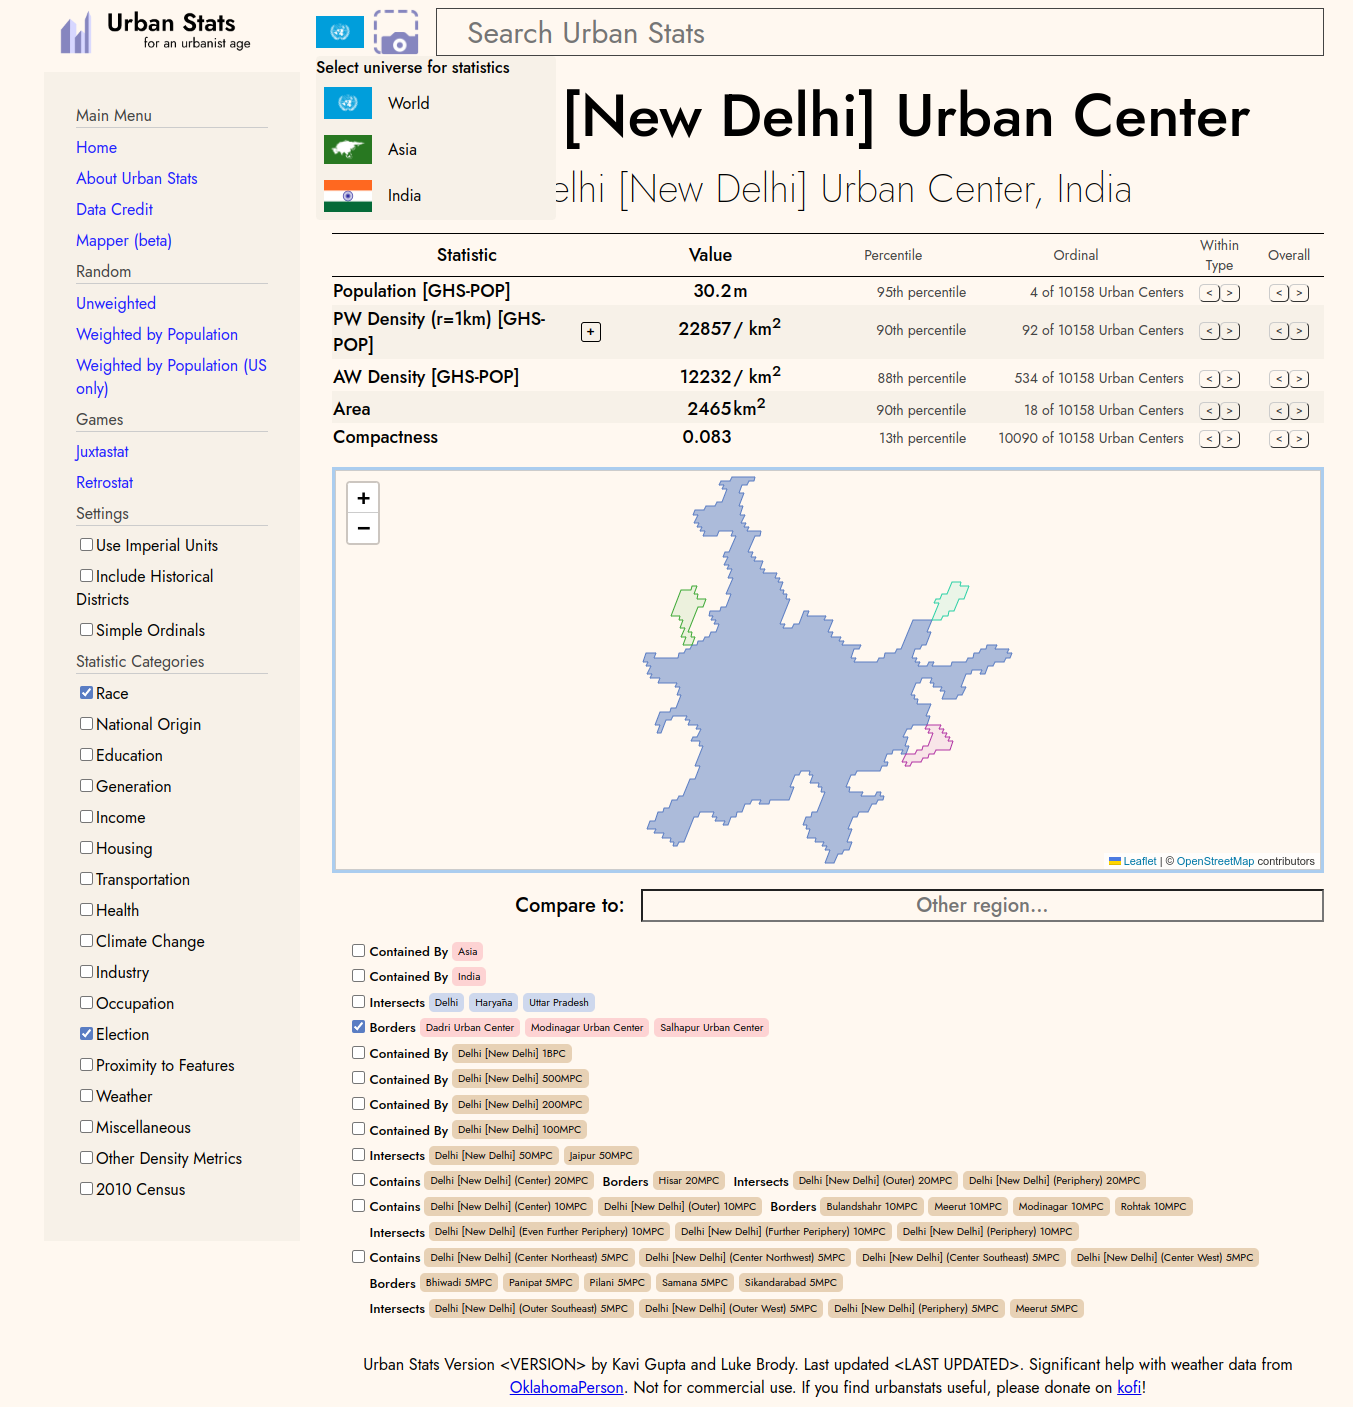 Urban Stats
for an urbanist age
Search Urban Stats
Select universe for statistics
World
Asia
India
[New Delhi] Urban Center
elhi [New Delhi] Urban Center, India
Main Menu
Home
About Urban Stats
Data Credit
Mapper (beta)
Random
Unweighted
Weighted by Population
Weighted by Population (US
only)
Games
Juxtastat
Retrostat
Settings
Use Imperial Units
Include Historical
Districts
Simple Ordinals
Statistic Categories
Race
National Origin
Education
Generation
Income
Housing
Transportation
Health
Climate Change
Industry
Occupation
Election
Proximity to Features
Weather
Miscellaneous
Other Density Metrics
2010 Census
Statistic Value Percentile Ordinal Within Type Overall
Population [GHS-POP] 30.2 m 95th percentile 4 of 10158 Urban Centers < > < >
PW Density (r=1km) [GHS-
POP] + 22857 / km2 90th percentile 92 of 10158 Urban Centers < > < >
AW Density [GHS-POP] 12232 / km2 88th percentile 534 of 10158 Urban Centers < > < >
Area 2465 km2 90th percentile 18 of 10158 Urban Centers < > < >
Compactness 0.083 13th percentile 10090 of 10158 Urban Centers < > < >
+
−
Leaflet | © OpenStreetMap contributors
Compare to: Other region...
Contained By Asia
Contained By India
Intersects Delhi Haryāna Uttar Pradesh
Borders Dadri Urban Center Modinagar Urban Center Salhapur Urban Center
Contained By Delhi [New Delhi] 1BPC
Contained By Delhi [New Delhi] 500MPC
Contained By Delhi [New Delhi] 200MPC
Contained By Delhi [New Delhi] 100MPC
Intersects Delhi [New Delhi] 50MPC Jaipur 50MPC
Contains Delhi [New Delhi] (Center) 20MPC Borders Hisar 20MPC Intersects Delhi [New Delhi] (Outer) 20MPC Delhi [New Delhi] (Periphery) 20MPC
Contains Delhi [New Delhi] (Center) 10MPC Delhi [New Delhi] (Outer) 10MPC Borders Bulandshahr 10MPC Meerut 10MPC Modinagar 10MPC Rohtak 10MPC
Intersects Delhi [New Delhi] (Even Further Periphery) 10MPC Delhi [New Delhi] (Further Periphery) 10MPC Delhi [New Delhi] (Periphery) 10MPC
Contains Delhi [New Delhi] (Center Northeast) 5MPC Delhi [New Delhi] (Center Northwest) 5MPC Delhi [New Delhi] (Center Southeast) 5MPC Delhi [New Delhi] (Center West) 5MPC
Borders Bhiwadi 5MPC Panipat 5MPC Pilani 5MPC Samana 5MPC Sikandarabad 5MPC
Intersects Delhi [New Delhi] (Outer Southeast) 5MPC Delhi [New Delhi] (Outer West) 5MPC Delhi [New Delhi] (Periphery) 5MPC Meerut 5MPC
Urban Stats Version <VERSION> by Kavi Gupta and Luke Brody. Last updated <LAST UPDATED>. Significant help with weather data from
OklahomaPerson. Not for commercial use. If you find urbanstats useful, please donate on kofi!